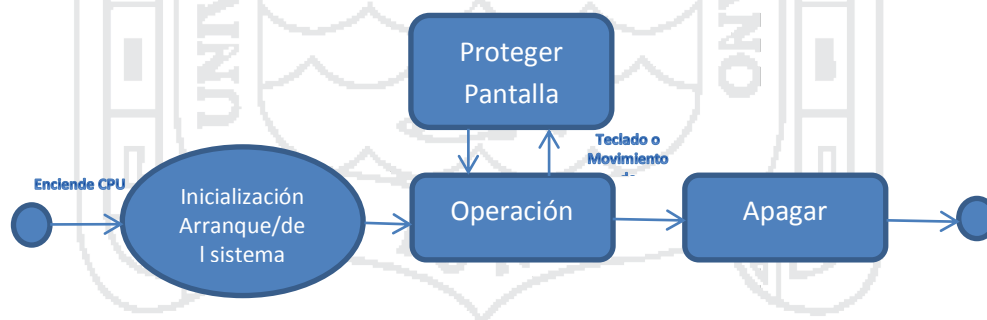 Proteger
Pantalla
Teclado o
Movimiento
Enciende CPU
Inicialización
Arranque/de
l sistema
Operación
Apagar